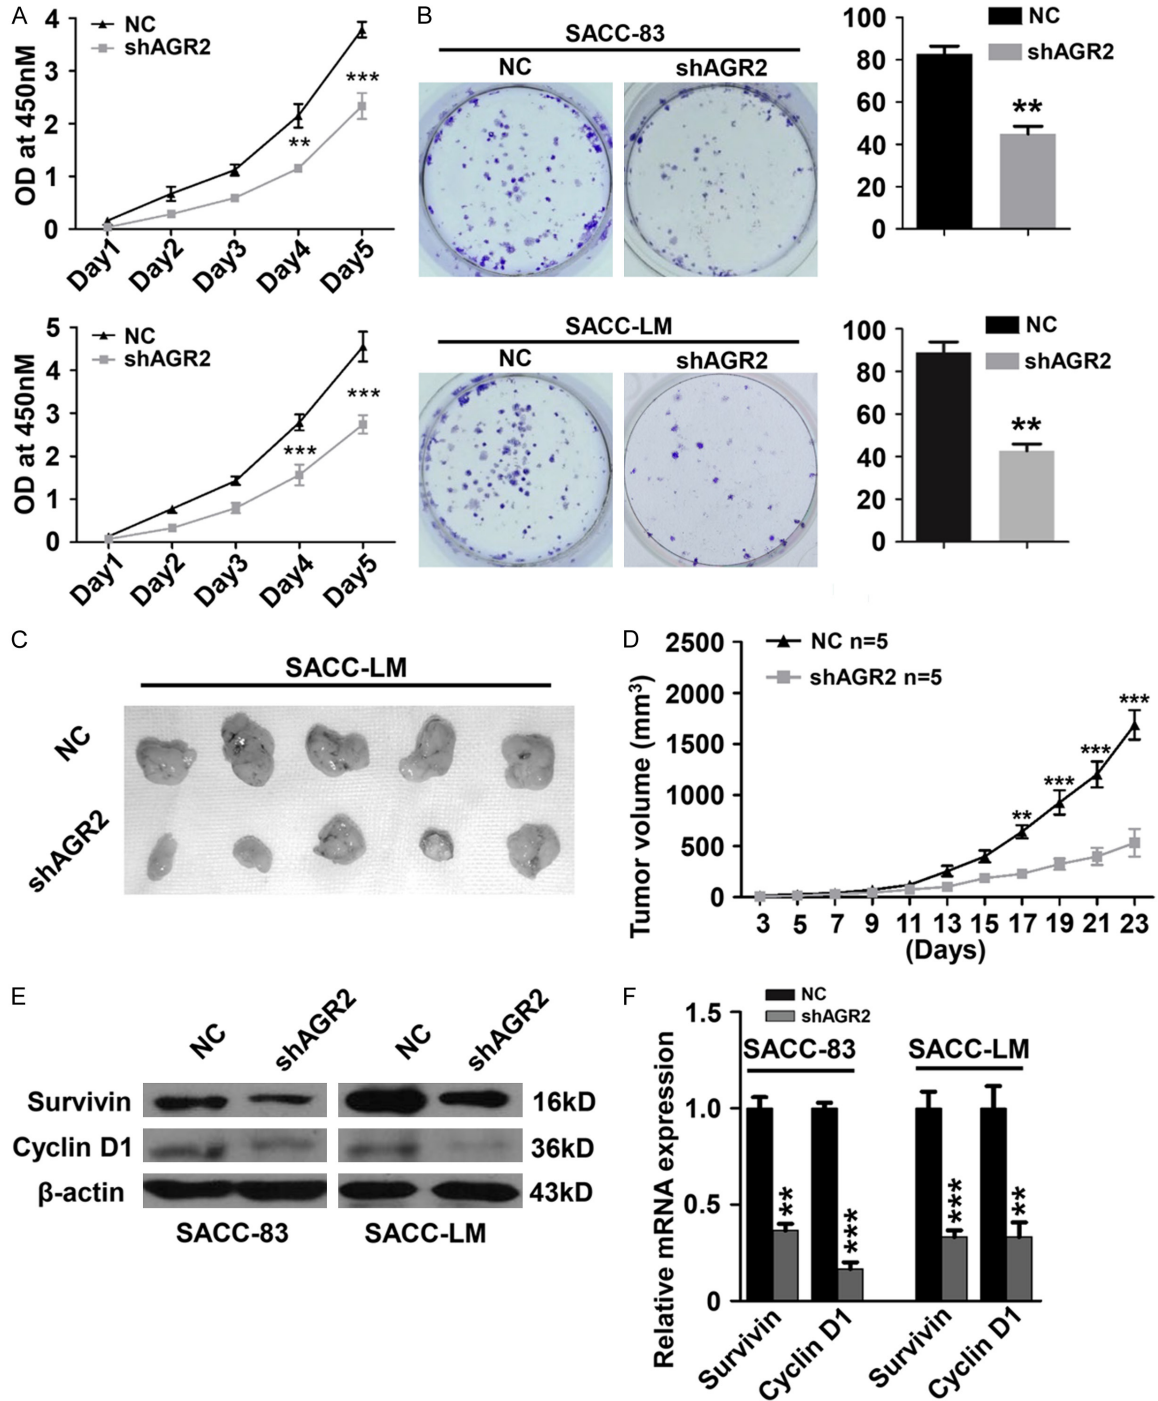 A
4
3
2
1
0
OD at 450nM
NC
shAGR2
**
***
Day1
Day2
Day3
Day4
Day5
5
4
3
2
1
0
OD at 450nM
NC
shAGR2
***
***
Day1
Day2
Day3
Day4
Day5
B
SACC-83
NC shAGR2
100
80
60
40
20
0
NC
shAGR2
**
SACC-LM
NC shAGR2
100
80
60
40
20
0
NC
shAGR2
**
C
SACC-LM
NC
shAGR2
D
2500
2000
1500
1000
500
0
Tumor volume (mm³)
NC n=5
shAGR2 n=5
**
***
***
***
3 5 7 9 11 13 15 17 19 21 23
(Days)
E
NC shAGR2 NC shAGR2
Survivin 16kD
Cyclin D1 36kD
β-actin 43kD
SACC-83 SACC-LM
F
1.5
1.0
0.5
0
Relative mRNA expression
NC
shAGR2
SACC-83 SACC-LM
**
***
***
**
Survivin
Cyclin D1
Survivin
Cyclin D1